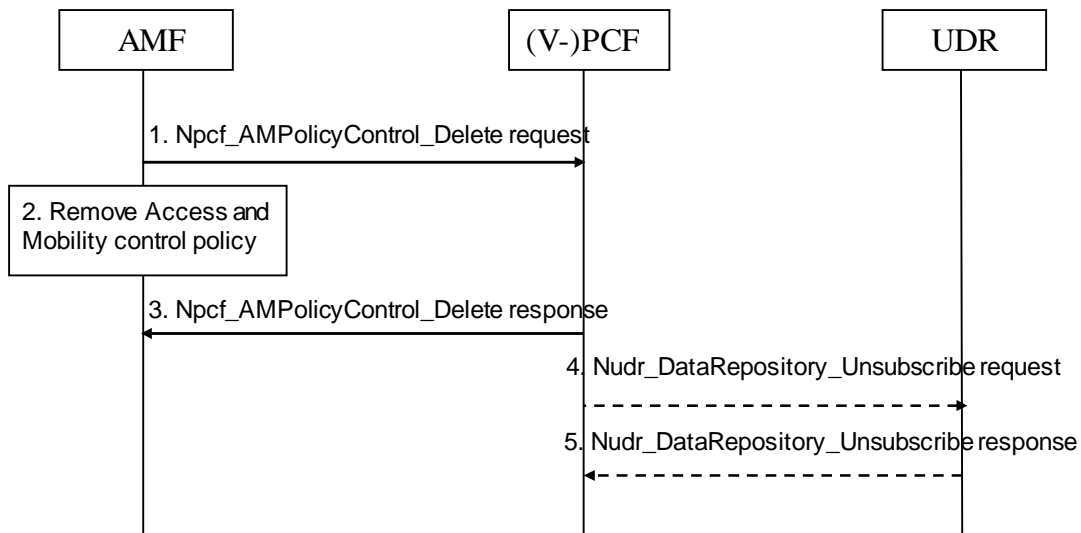 AMF
(V-)PCF
UDR
1. Npcf_AMPolicyControl_Delete request
2. Remove Access and
Mobility control policy
3. Npcf_AMPolicyControl_Delete response
4. Nudr_DataRepository_Unsubscribe request
5. Nudr_DataRepository_Unsubscribe response